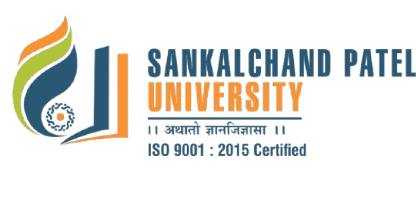 SANKALCHAND PATEL
UNIVERSITY
।। अथातो ज्ञानजिज्ञासा ।।
ISO 9001 : 2015 Certified